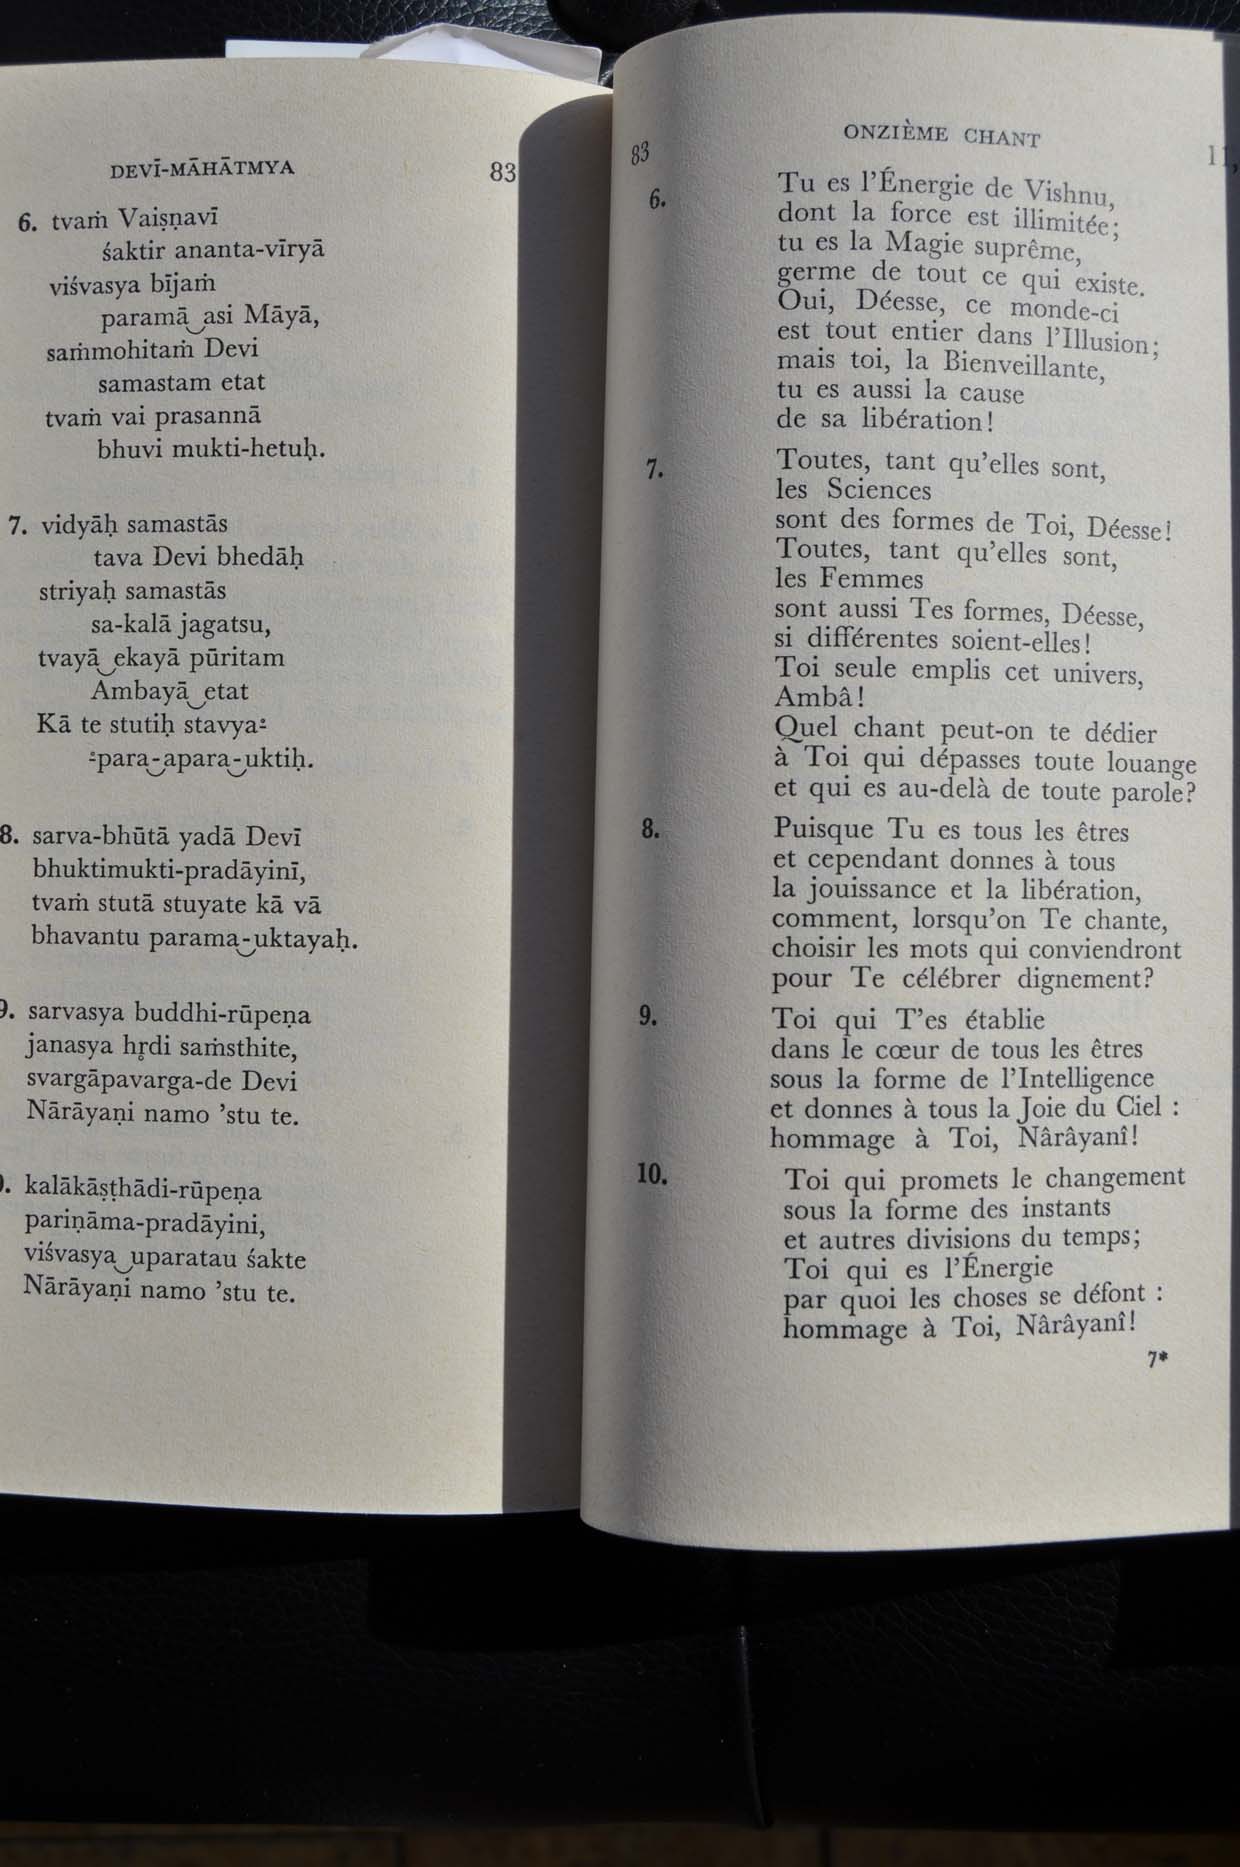 DEVĪ-MĀHĀTMYA 83
6. tvaṁ Vaiṣṇavī
śaktir ananta-vīryā
viśvasya bījaṁ
paramā‿asi Māyā,
saṁmohitaṁ Devi
samastam etat
tvaṁ vai prasannā
bhuvi mukti-hetuḥ.
7. vidyāḥ samastās
tava Devi bhedāḥ
striyaḥ samastās
sa-kalā jagatsu,
tvayā‿ekayā pūritam
Ambayā‿etat
Kā te stutiḥ stavya-
-para‿-apara‿-uktiḥ.
8. sarva-bhūtā yadā Devī
bhuktimukti-pradāyinī,
tvaṁ stutā stuyate kā vā
bhavantu parama‿-uktayaḥ.
9. sarvasya buddhi-rūpeṇa
janasya hr̥di saṁsthite,
svargāpavarga-de Devi
Nārāyaṇi namo ’stu te.
0. kalākāṣṭhādi-rūpeṇa
pariṇāma-pradāyini,
viśvasya‿uparatau śakte
Nārāyaṇi namo ’stu te.
83 ONZIÈME CHANT 11,
6. Tu es l’Énergie de Vishnu,
dont la force est illimitée;
tu es la Magie suprême,
germe de tout ce qui existe.
Oui, Déesse, ce monde-ci
est tout entier dans l’Illusion;
mais toi, la Bienveillante,
tu es aussi la cause
de sa libération!
7. Toutes, tant qu’elles sont,
les Sciences
sont des formes de Toi, Déesse!
Toutes, tant qu’elles sont,
les Femmes
sont aussi Tes formes, Déesse,
si différentes soient-elles!
Toi seule emplis cet univers,
Ambâ!
Quel chant peut-on te dédier
à Toi qui dépasses toute louange
et qui es au-delà de toute parole?
8. Puisque Tu es tous les êtres
et cependant donnes à tous
la jouissance et la libération,
comment, lorsqu’on Te chante,
choisir les mots qui conviendront
pour Te célébrer dignement?
9. Toi qui T’es établie
dans le cœur de tous les êtres
sous la forme de l’Intelligence
et donnes à tous la Joie du Ciel :
hommage à Toi, Nârâyanî!
10. Toi qui promets le changement
sous la forme des instants
et autres divisions du temps;
Toi qui es l’Énergie
par quoi les choses se défont :
hommage à Toi, Nârâyanî!
7*